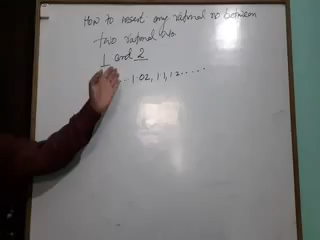 How to insert any rational no between
two rational no.
1 and 2
1.02, 1.1, 1.2......